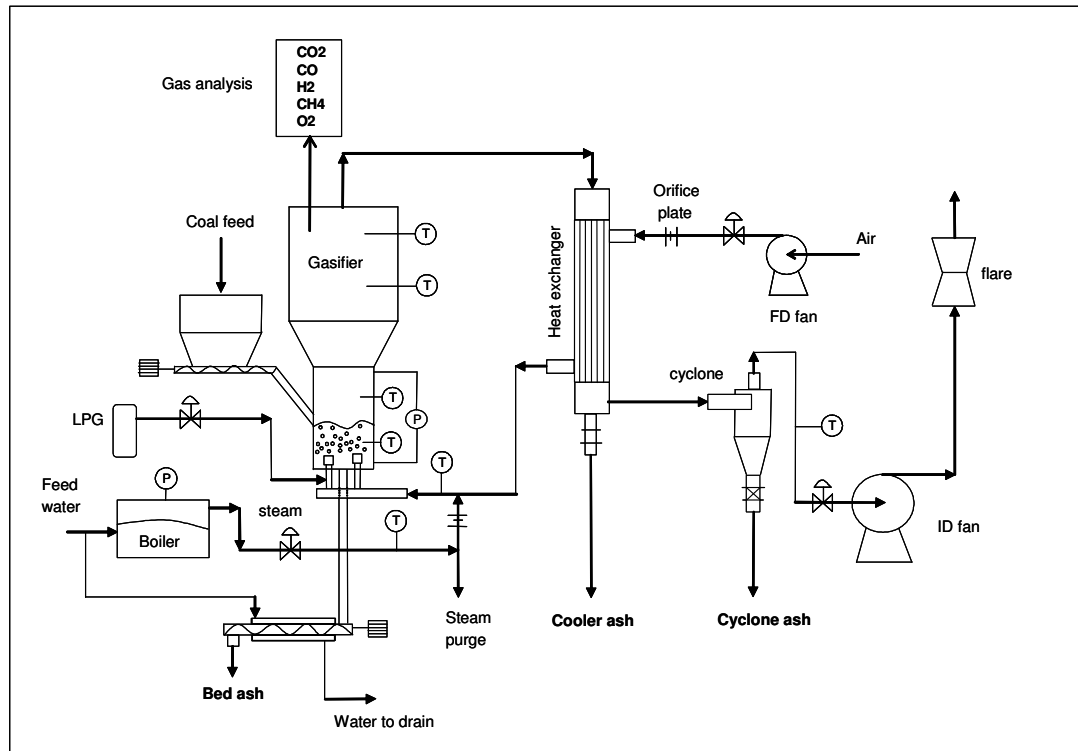 CO2
CO
H2
CH4
O2
Gas analysis
Coal feed
Gasifier
T
T
T
T
P
Heat exchanger
Orifice
plate
Air
FD fan
flare
cyclone
T
ID fan
LPG
Feed
water
P
Boiler
steam
T
T
Steam
purge
Cooler ash
Cyclone ash
Bed ash
Water to drain